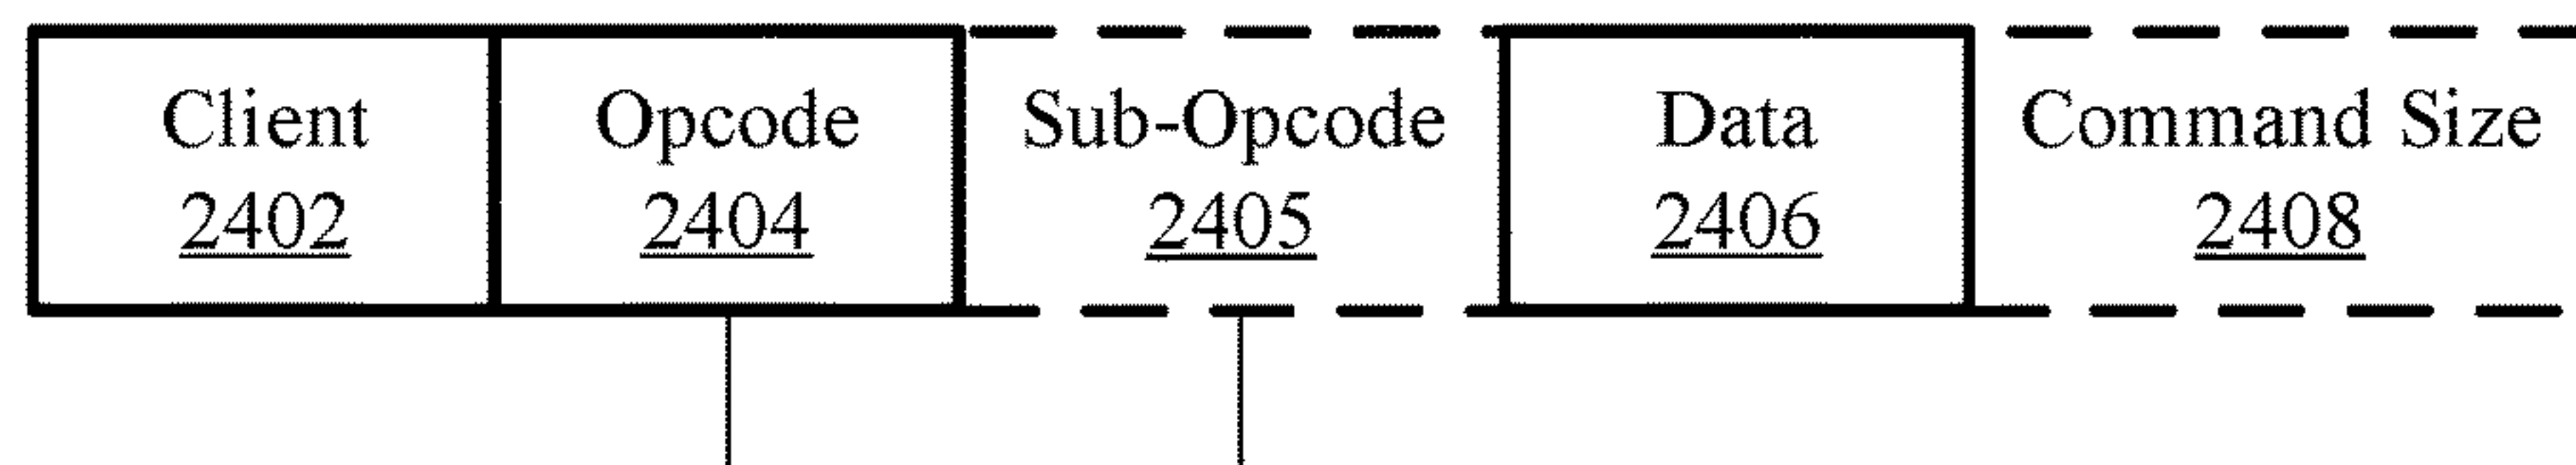 Client Opcode Sub-Opcode Data Command Size
2402 2404 2405 2406 2408